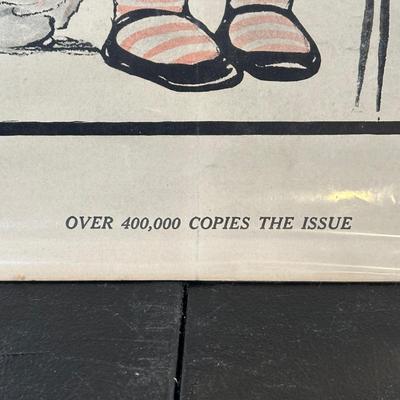 OVER 400,000 COPIES THE ISSUE